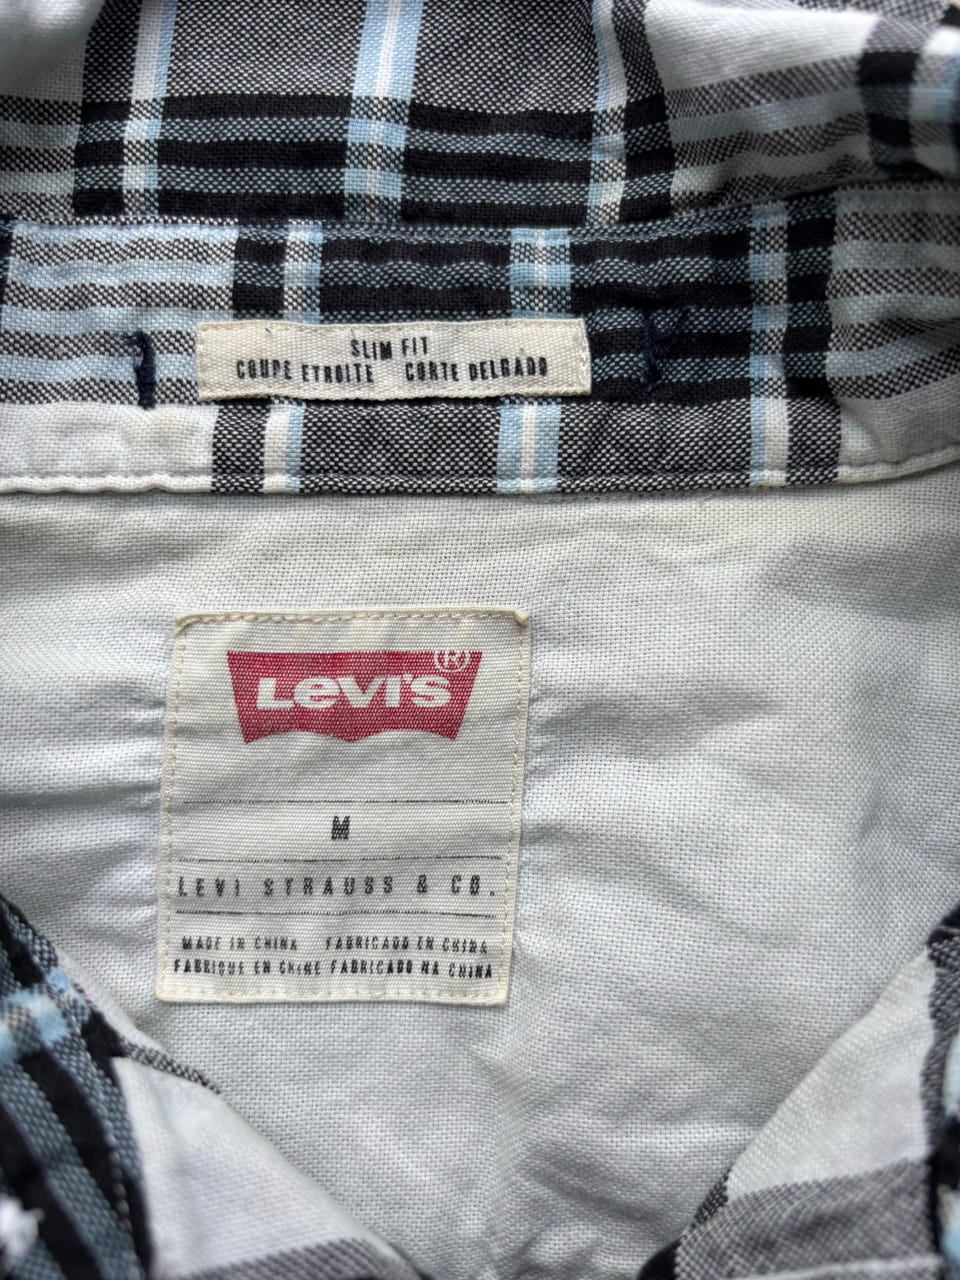 SLIM FIT
COUPE ETROITE CORTE DELGADO
Levi's®
M
LEVI STRAUSS & CO.
MADE IN CHINA FABRICADO EN CHINA
FABRIQUE EN CHINE FABRICADO NA CHINA